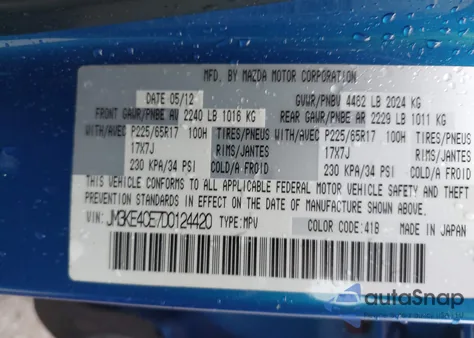 MFD. BY MAZDA MOTOR CORPORATION
DATE 05/12 GVWR/PNBV 4462 LB 2024 KG
FRONT GAWR/PNBE AV 2240 LB 1016 KG REAR GAWR/PNBE AR 2229 LB 1011 KG
WITH/AVEC P225/65R17 100H TIRES/PNEUS WITH/AVEC P225/65R17 100H TIRES/PNEUS
17X7J RIMS/JANTES 17X7J RIMS/JANTES
230 KPA/34 PSI COLD/A FROID 230 KPA/34 PSI COLD/A FROID
THIS VEHICLE CONFORMS TO ALL APPLICABLE FEDERAL MOTOR VEHICLE SAFETY AND THEFT PREVENTION
STANDARDS IN EFFECT ON THE DATE OF MANUFACTURE SHOWN ABOVE.
VIN: JM3KE4CE7D0124420 TYPE: MPV COLOR CODE: 41B MADE IN JAPAN
autoSnap